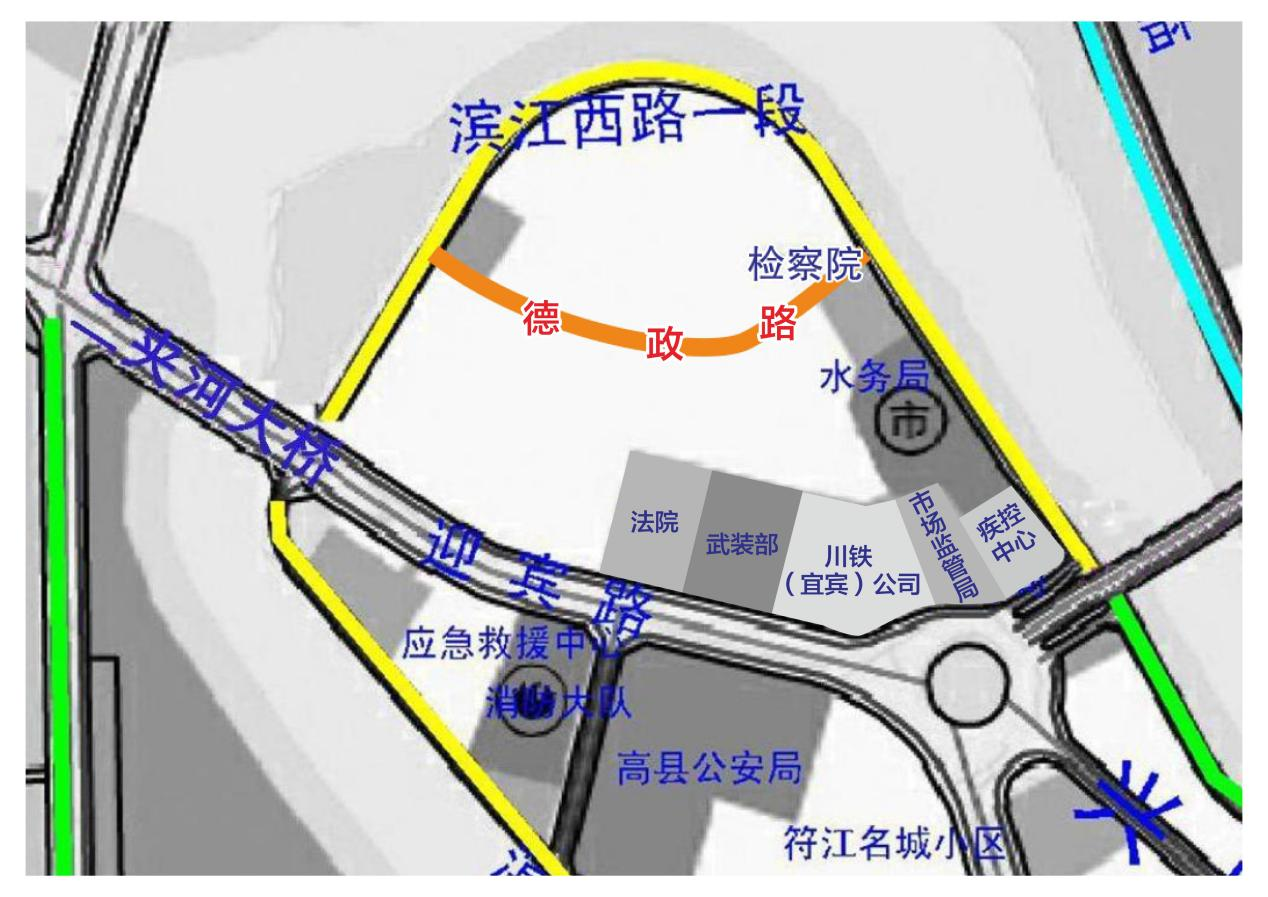 滨江西路一段
检察院
德政路
水务局
市
二夹河大桥
法院
武装部
川铁
（宜宾）公司
市场监管局
疾控
中心
迎宾路
应急救援中心
消防大队
高县公安局
符江名城小区